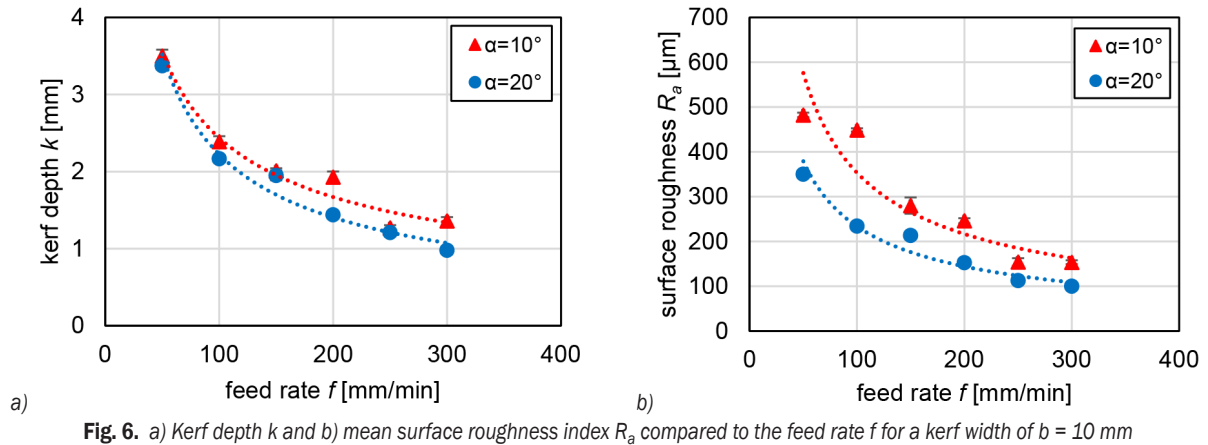 4
3
2
1
0
kerf depth k [mm]
α=10°
α=20°
0 100 200 300 400
feed rate f [mm/min]
a)
700
600
500
400
300
200
100
0
surface roughness Ra [µm]
α=10°
α=20°
0 100 200 300 400
feed rate f [mm/min]
b)
Fig. 6. a) Kerf depth k and b) mean surface roughness index Ra compared to the feed rate f for a kerf width of b = 10 mm